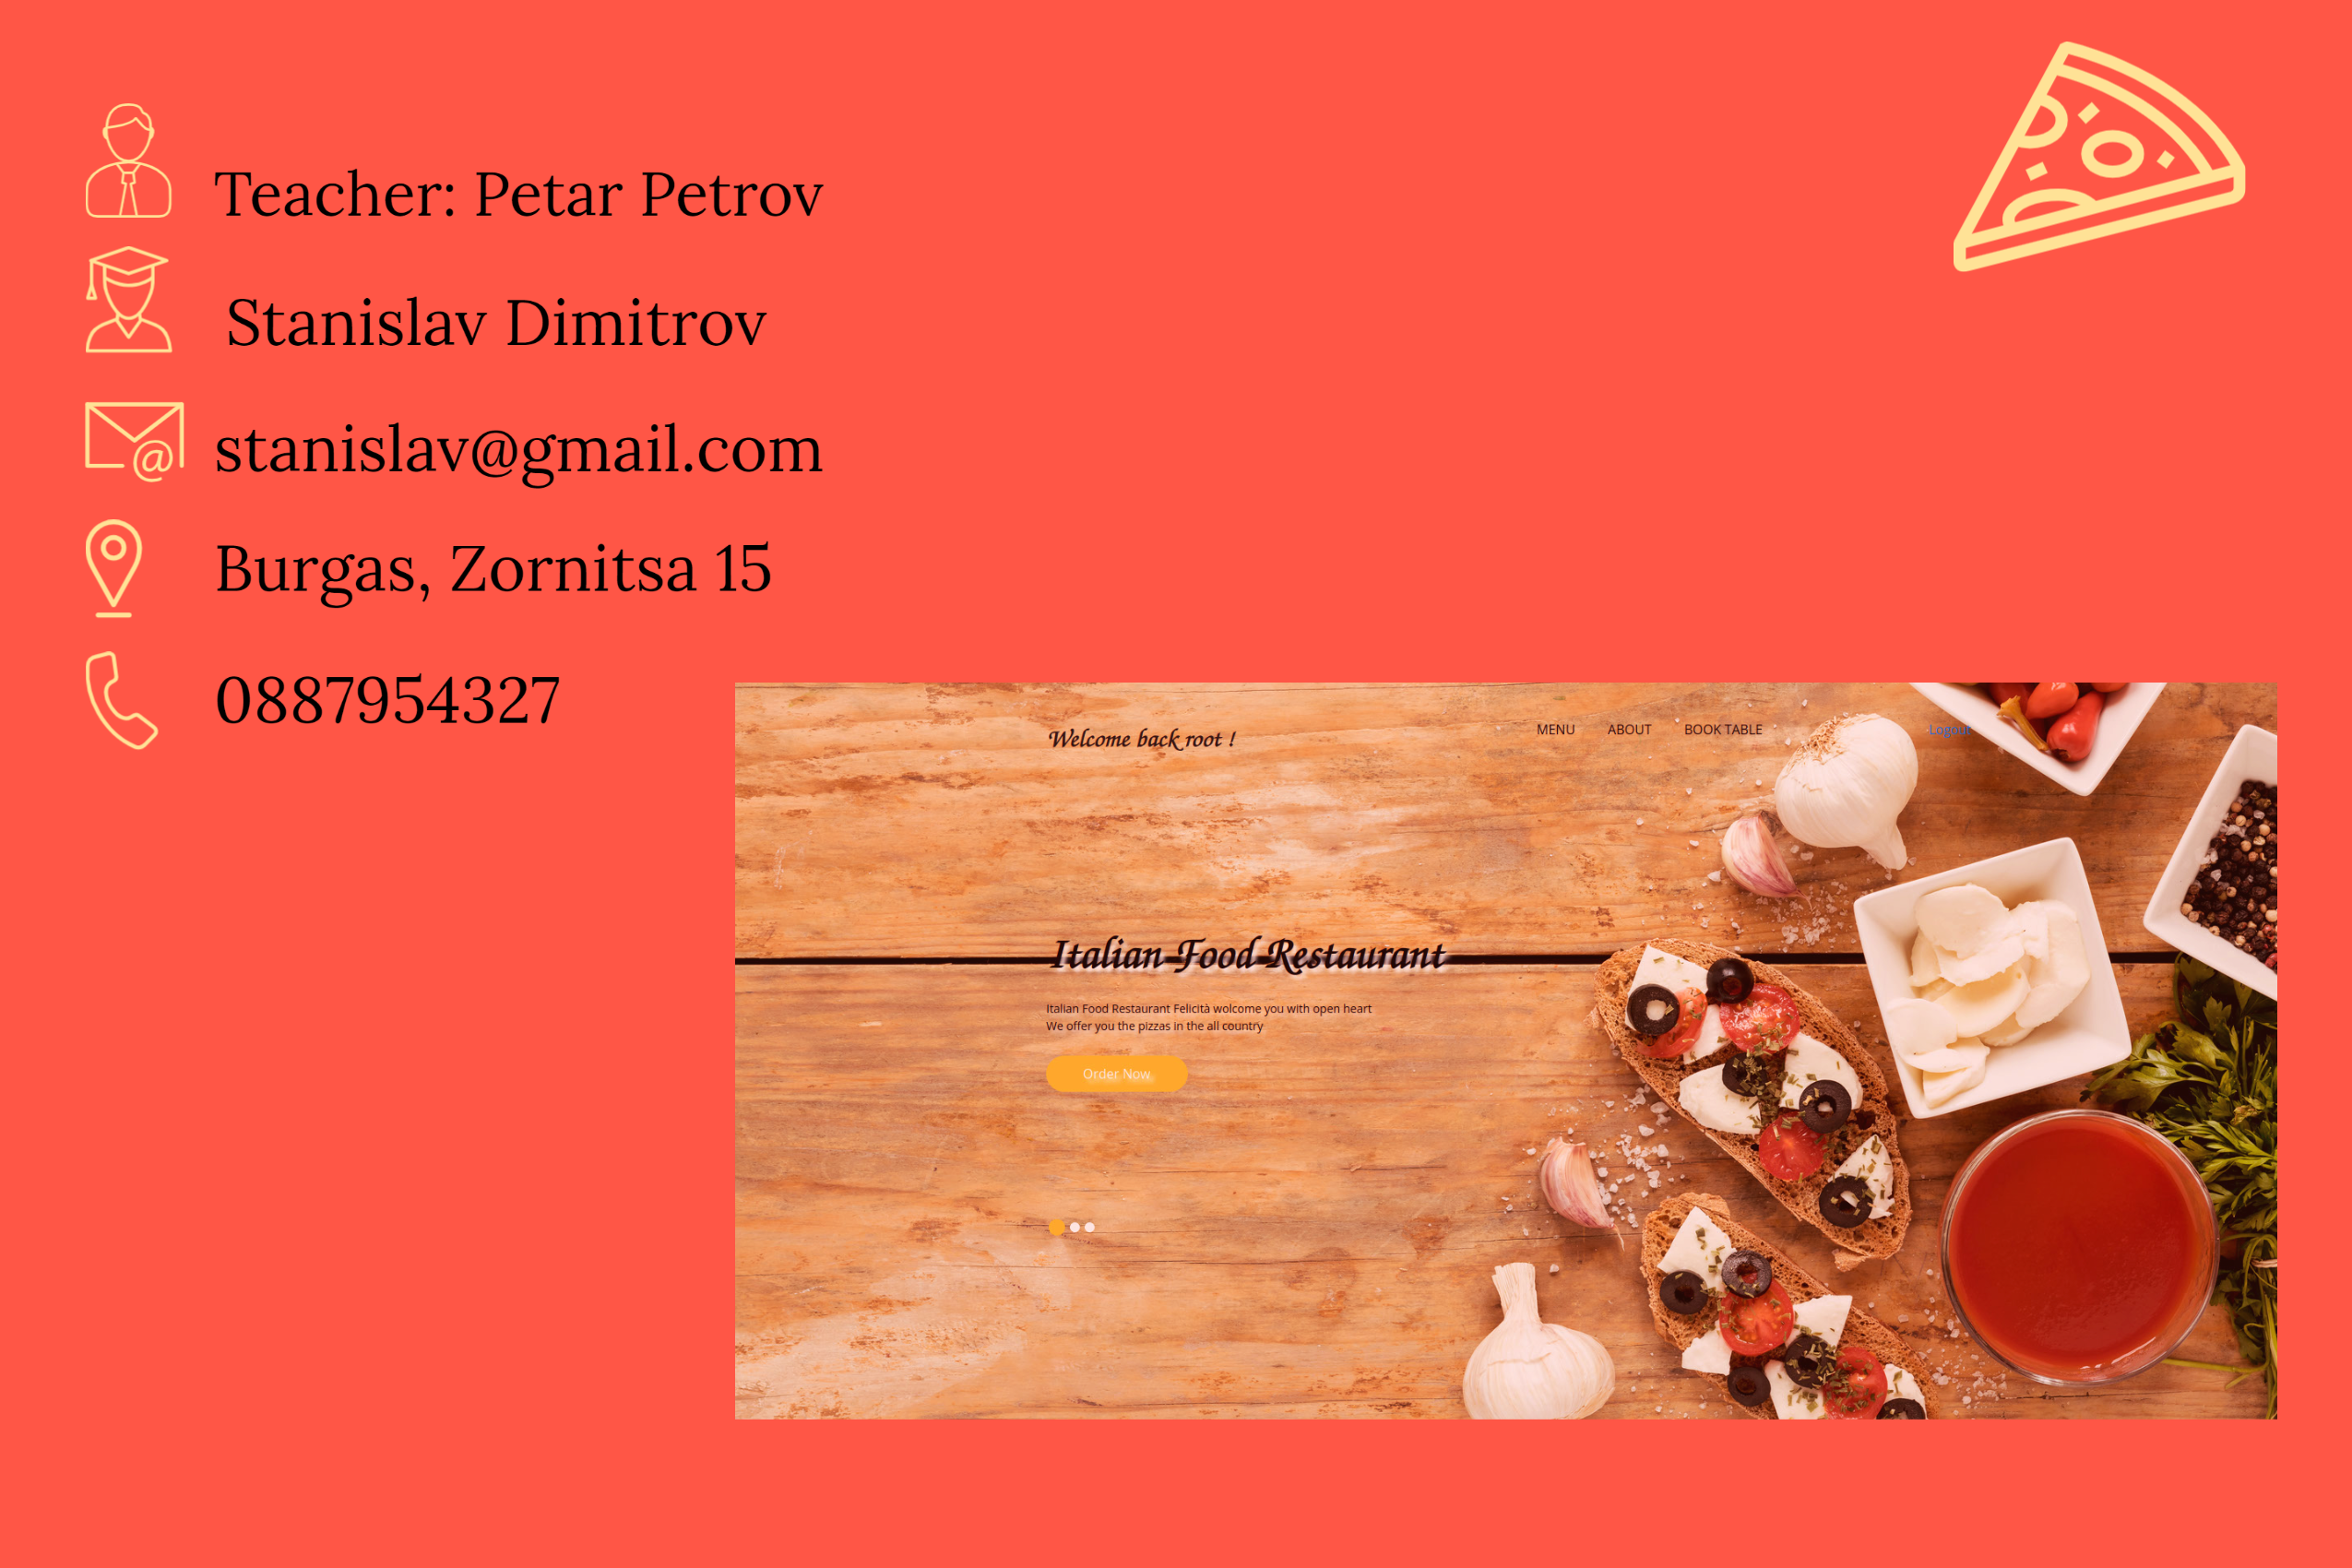 Teacher: Petar Petrov
Stanislav Dimitrov
stanislav@gmail.com
Burgas, Zornitsa 15
0887954327
Welcome back root !
MENU ABOUT BOOK TABLE Logout
Italian Food Restaurant
Italian Food Restaurant Felicità wolcome you with open heart
We offer you the pizzas in the all country
Order Now